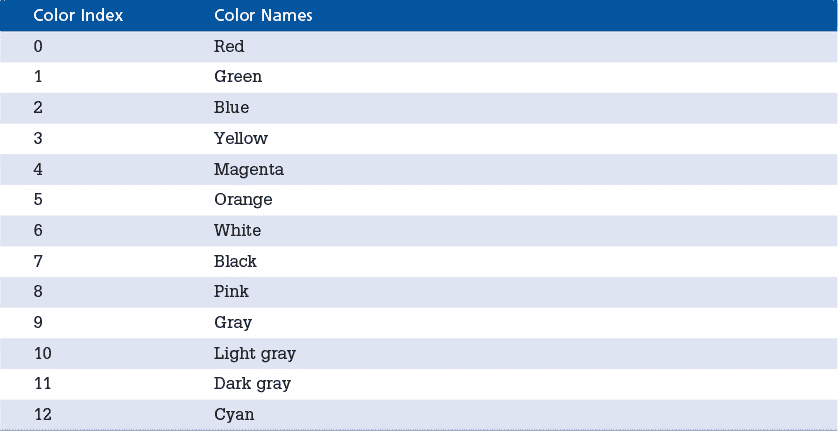 Color Index Color Names
0 Red
1 Green
2 Blue
3 Yellow
4 Magenta
5 Orange
6 White
7 Black
8 Pink
9 Gray
10 Light gray
11 Dark gray
12 Cyan